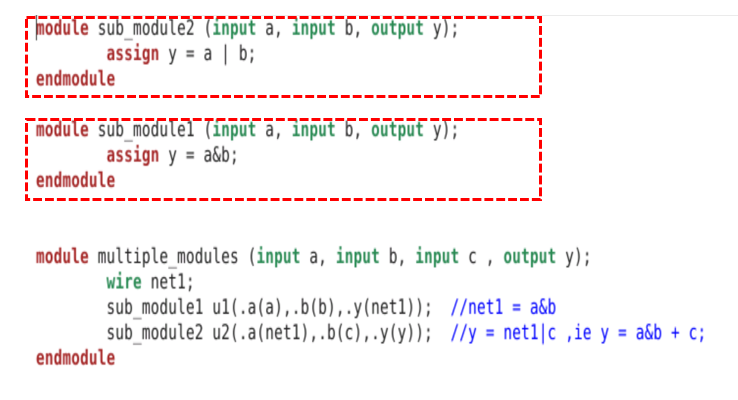 module sub_module2 (input a, input b, output y);
assign y = a | b;
endmodule
module sub_module1 (input a, input b, output y);
assign y = a&b;
endmodule
module multiple_modules (input a, input b, input c , output y);
wire net1;
sub_module1 u1(.a(a),.b(b),.y(net1)); //net1 = a&b
sub_module2 u2(.a(net1),.b(c),.y(y)); //y = net1|c ,ie y = a&b + c;
endmodule